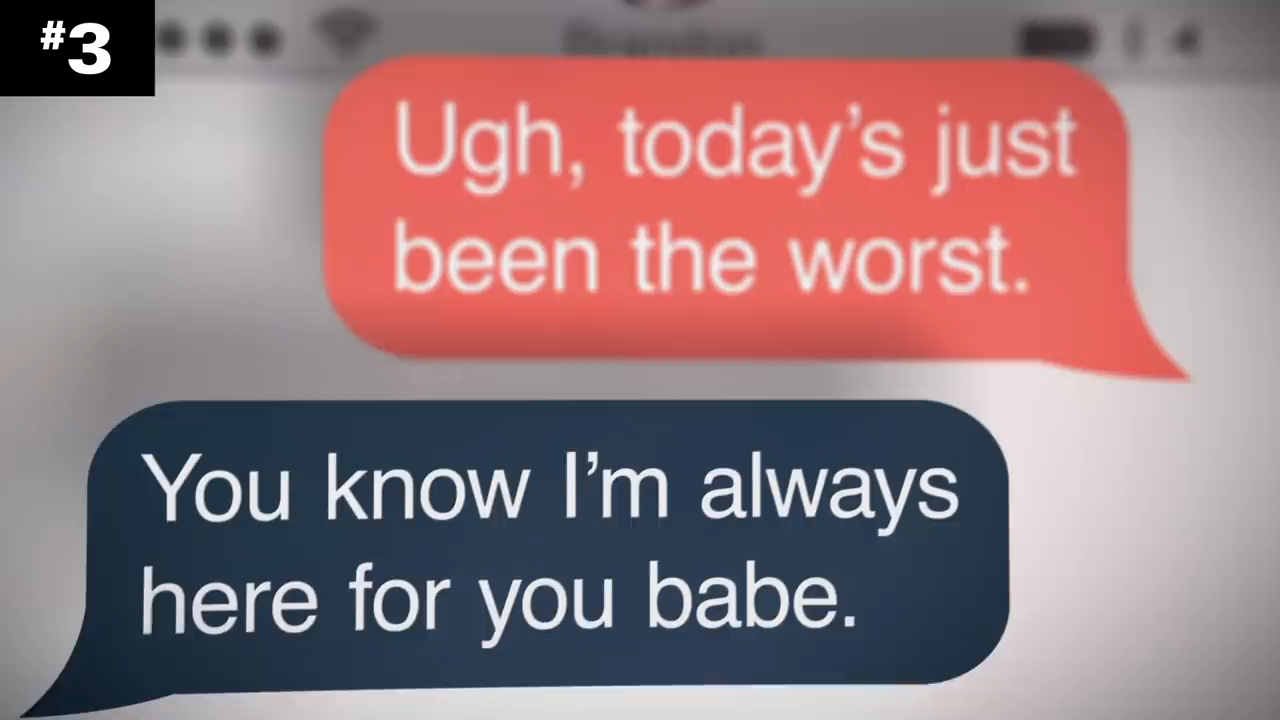 #3
Ugh, today’s just
been the worst.
You know I’m always
here for you babe.